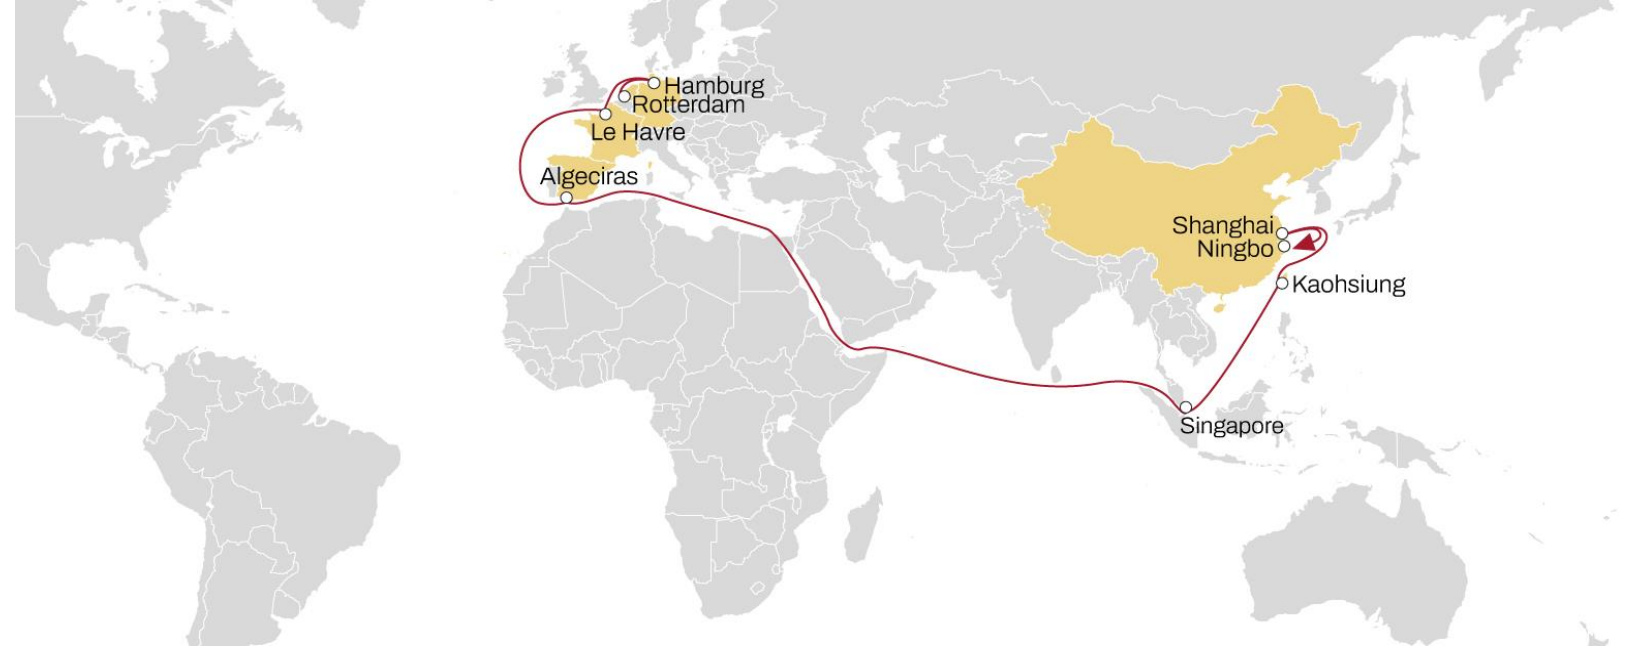 Hamburg
Rotterdam
Le Havre
Algeciras
Shanghai
Ningbo
Kaohsiung
Singapore